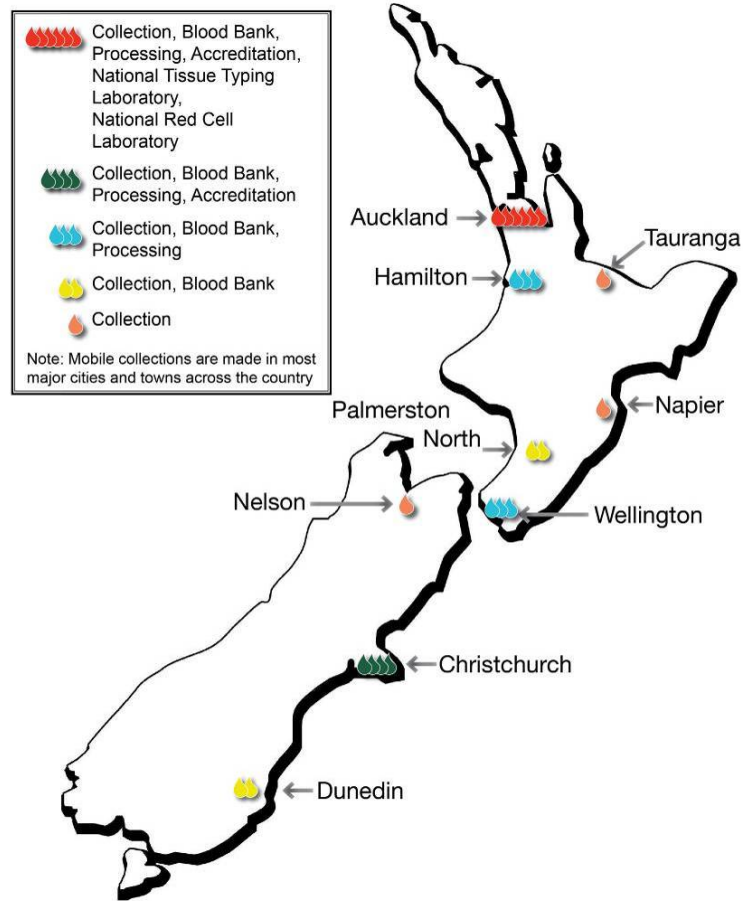 Collection, Blood Bank,
Processing, Accreditation,
National Tissue Typing
Laboratory,
National Red Cell
Laboratory
Collection, Blood Bank,
Processing, Accreditation
Collection, Blood Bank,
Processing
Collection, Blood Bank
Collection
Note: Mobile collections are made in most
major cities and towns across the country
Auckland
Tauranga
Hamilton
Napier
Palmerston
North
Nelson
Wellington
Christchurch
Dunedin